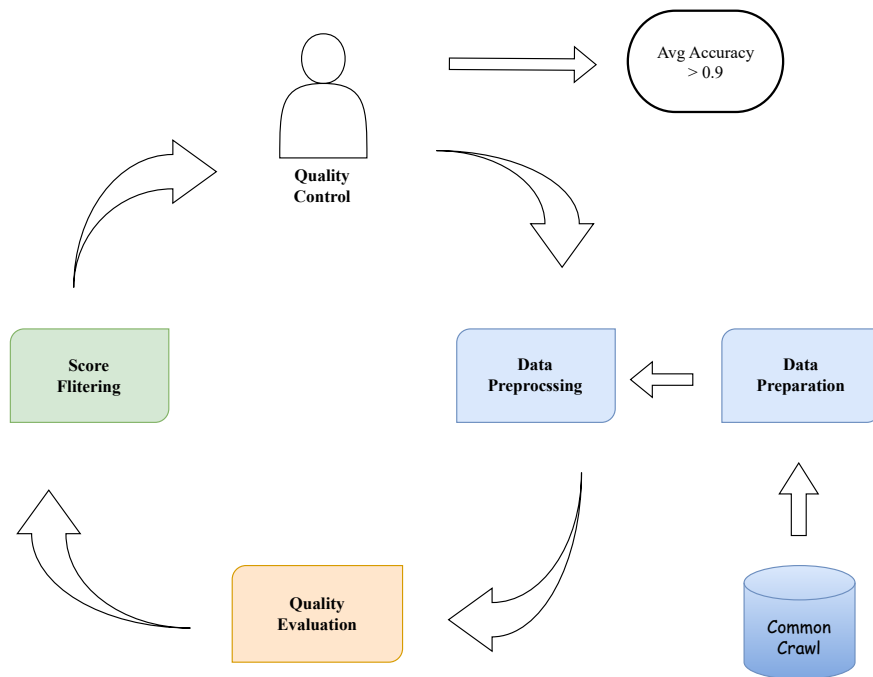 Avg Accuracy
> 0.9
Quality
Control
Score
Flitering
Data
Preprocssing
Data
Preparation
Quality
Evaluation
Common
Crawl